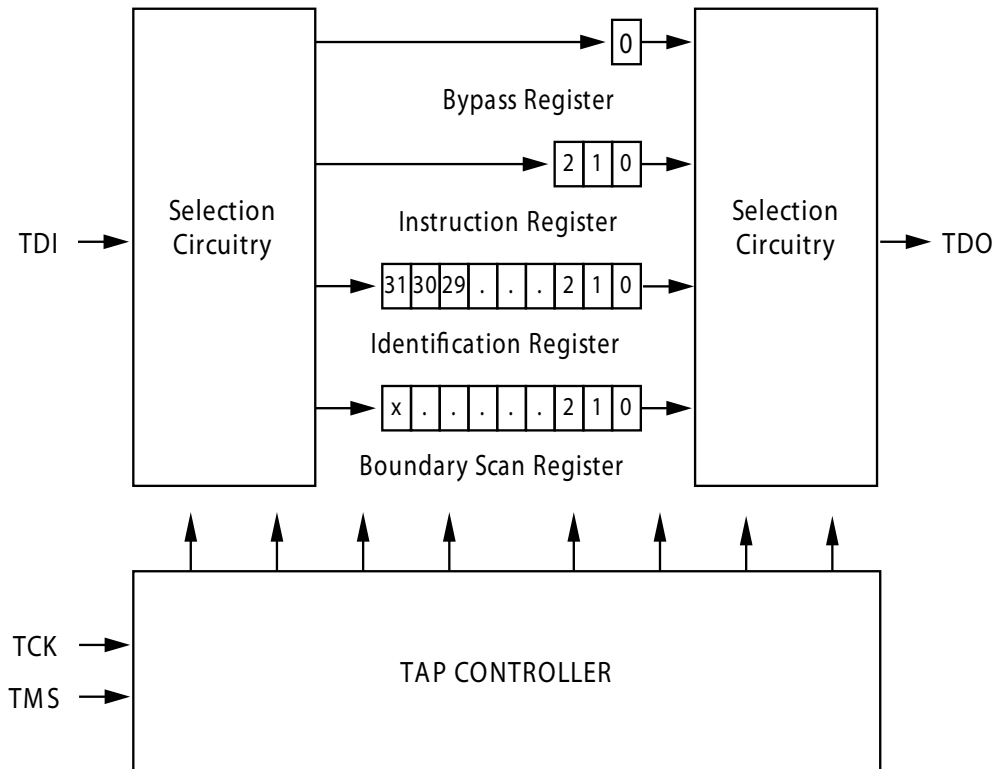 0
Bypass Register
2 1 0
Instruction Register
Selection
Circuitry
Selection
Circuitry
TDI
TDO
31 30 29 . . . 2 1 0
Identification Register
x . . . . . 2 1 0
Boundary Scan Register
TCK
TMS
TAP CONTROLLER